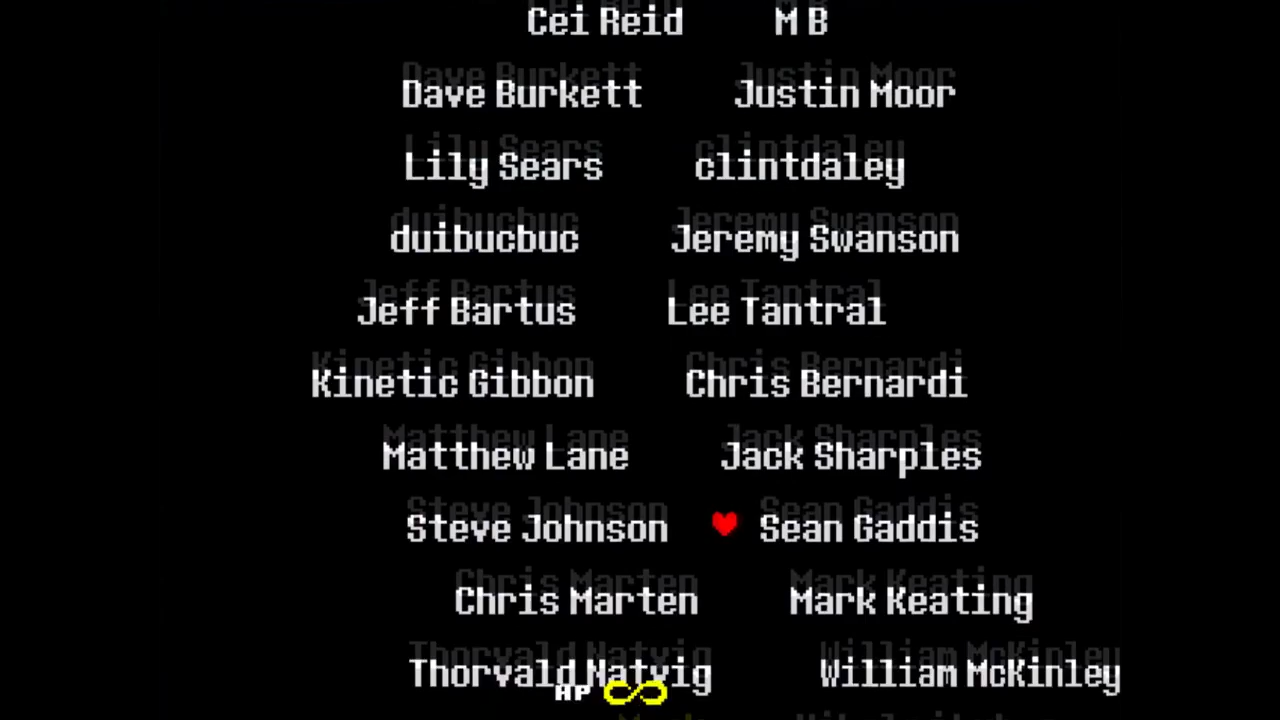 Cei Reid M B
Dave Burkett Justin Moor
Lily Sears clintdaley
duibucbuc Jeremy Swanson
Jeff Bartus Lee Tantral
Kinetic Gibbon Chris Bernardi
Matthew Lane Jack Sharples
Steve Johnson Sean Gaddis
Chris Marten Mark Keating
Thorvald Natvig William McKinley
HP ∞